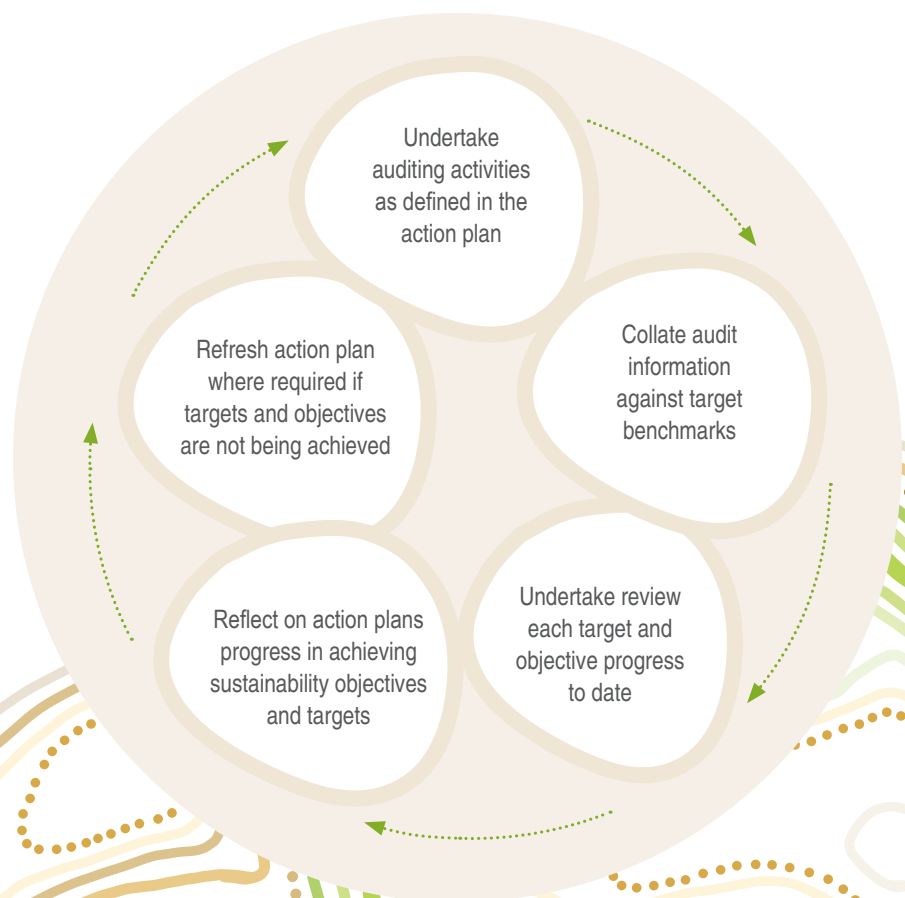 Undertake
auditing activities
as defined in the
action plan
Collate audit
information
against target
benchmarks
Undertake review
each target and
objective progress
to date
Reflect on action plans
progress in achieving
sustainability objectives
and targets
Refresh action plan
where required if
targets and objectives
are not being achieved